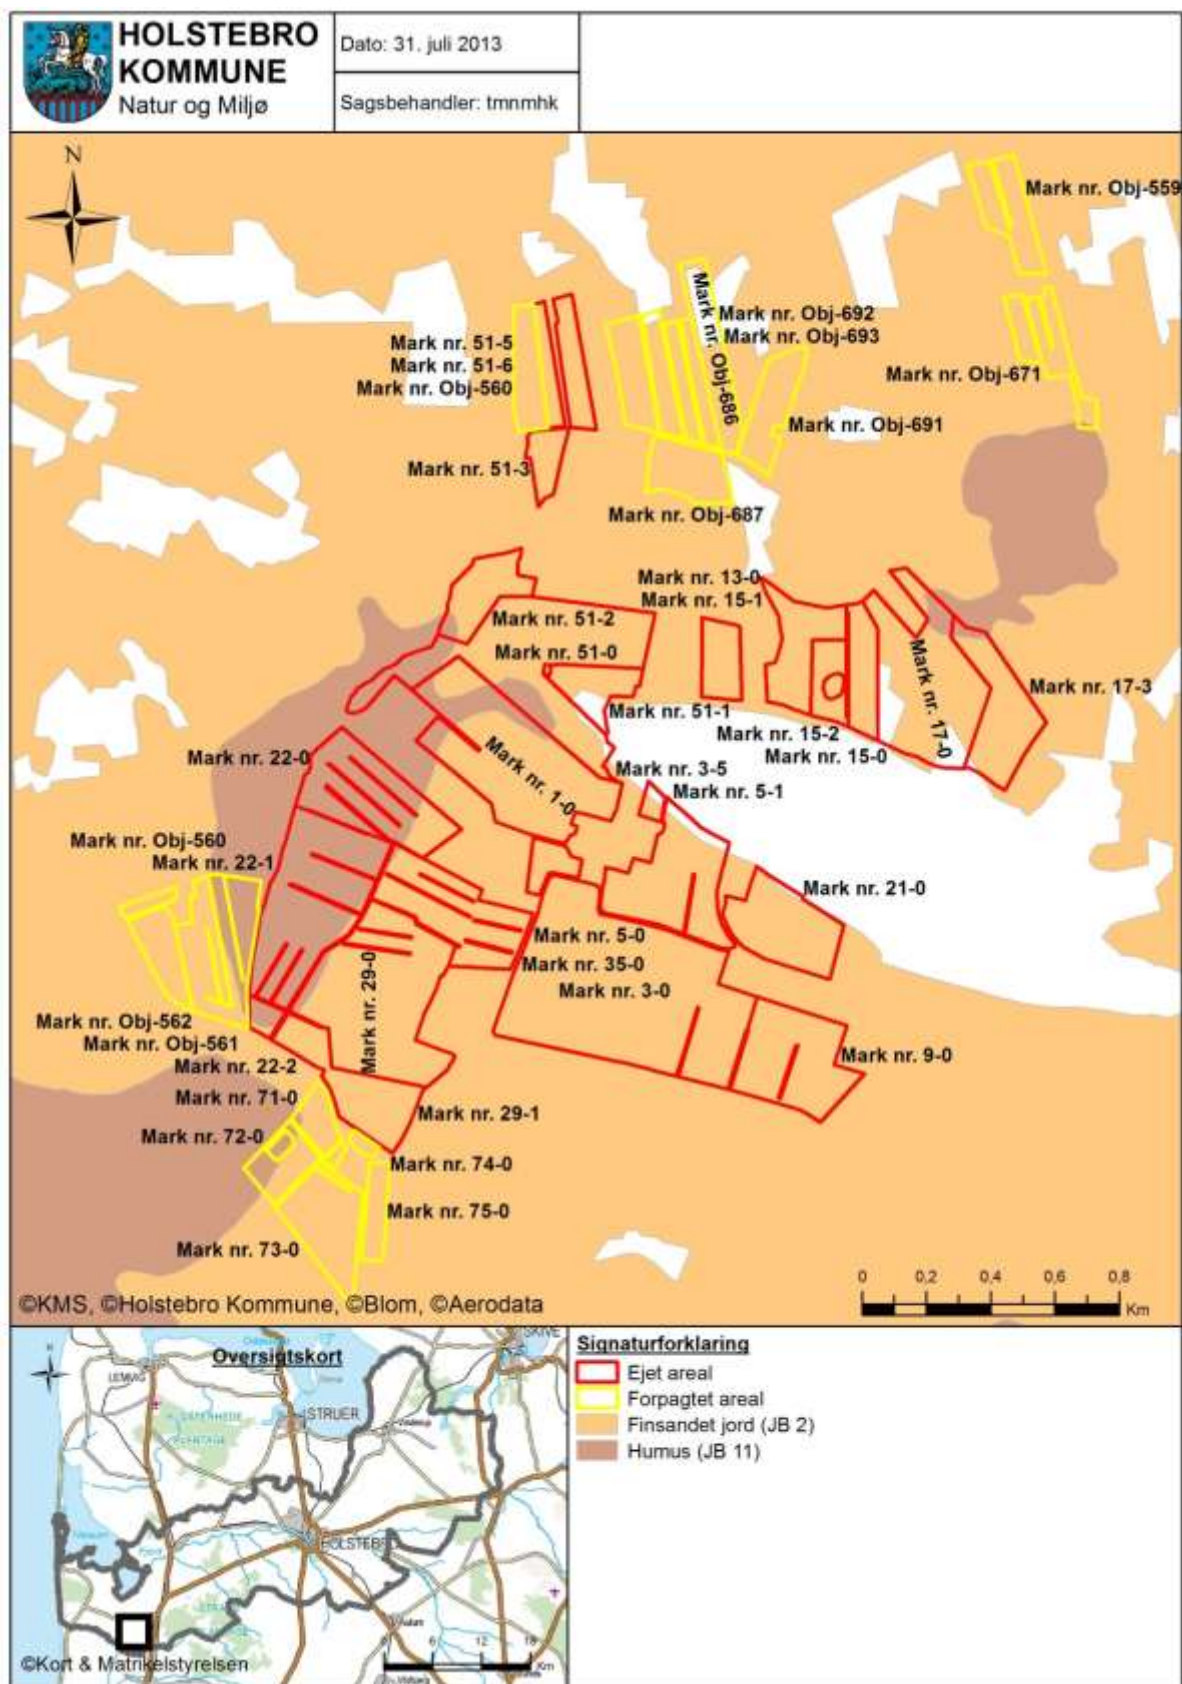 HOLSTEBRO
KOMMUNE
Natur og Miljø
Dato: 31. juli 2013
Sagsbehandler: tmnmhk
N
Mark nr. Obj-559
Mark nr. Obj-692
Mark nr. Obj-693
Mark nr. Obj-686
Mark nr. 51-5
Mark nr. 51-6
Mark nr. Obj-560
Mark nr. Obj-671
Mark nr. Obj-691
Mark nr. 51-3
Mark nr. Obj-687
Mark nr. 13-0
Mark nr. 15-1
Mark nr. 51-2
Mark nr. 51-0
Mark nr. 17-0
Mark nr. 17-3
Mark nr. 51-1
Mark nr. 15-2
Mark nr. 15-0
Mark nr. 22-0
Mark nr. 1-0
Mark nr. 3-5
Mark nr. 5-1
Mark nr. Obj-560
Mark nr. 22-1
Mark nr. 21-0
Mark nr. 5-0
Mark nr. 35-0
Mark nr. 3-0
Mark nr. 29-0
Mark nr. Obj-562
Mark nr. Obj-561
Mark nr. 22-2
Mark nr. 9-0
Mark nr. 71-0
Mark nr. 29-1
Mark nr. 72-0
Mark nr. 74-0
Mark nr. 75-0
Mark nr. 73-0
0 0,2 0,4 0,6 0,8
Km
©KMS, ©Holstebro Kommune, ©Blom, ©Aerodata
Oversigtskort
SKIVE
LEMVIG
STRUER
PLANTAGE
HOLSTEBRO
6 12 18
Km
©Kort & Matrikelstyrelsen
Signaturforklaring
Ejet areal
Forpagtet areal
Finsandet jord (JB 2)
Humus (JB 11)